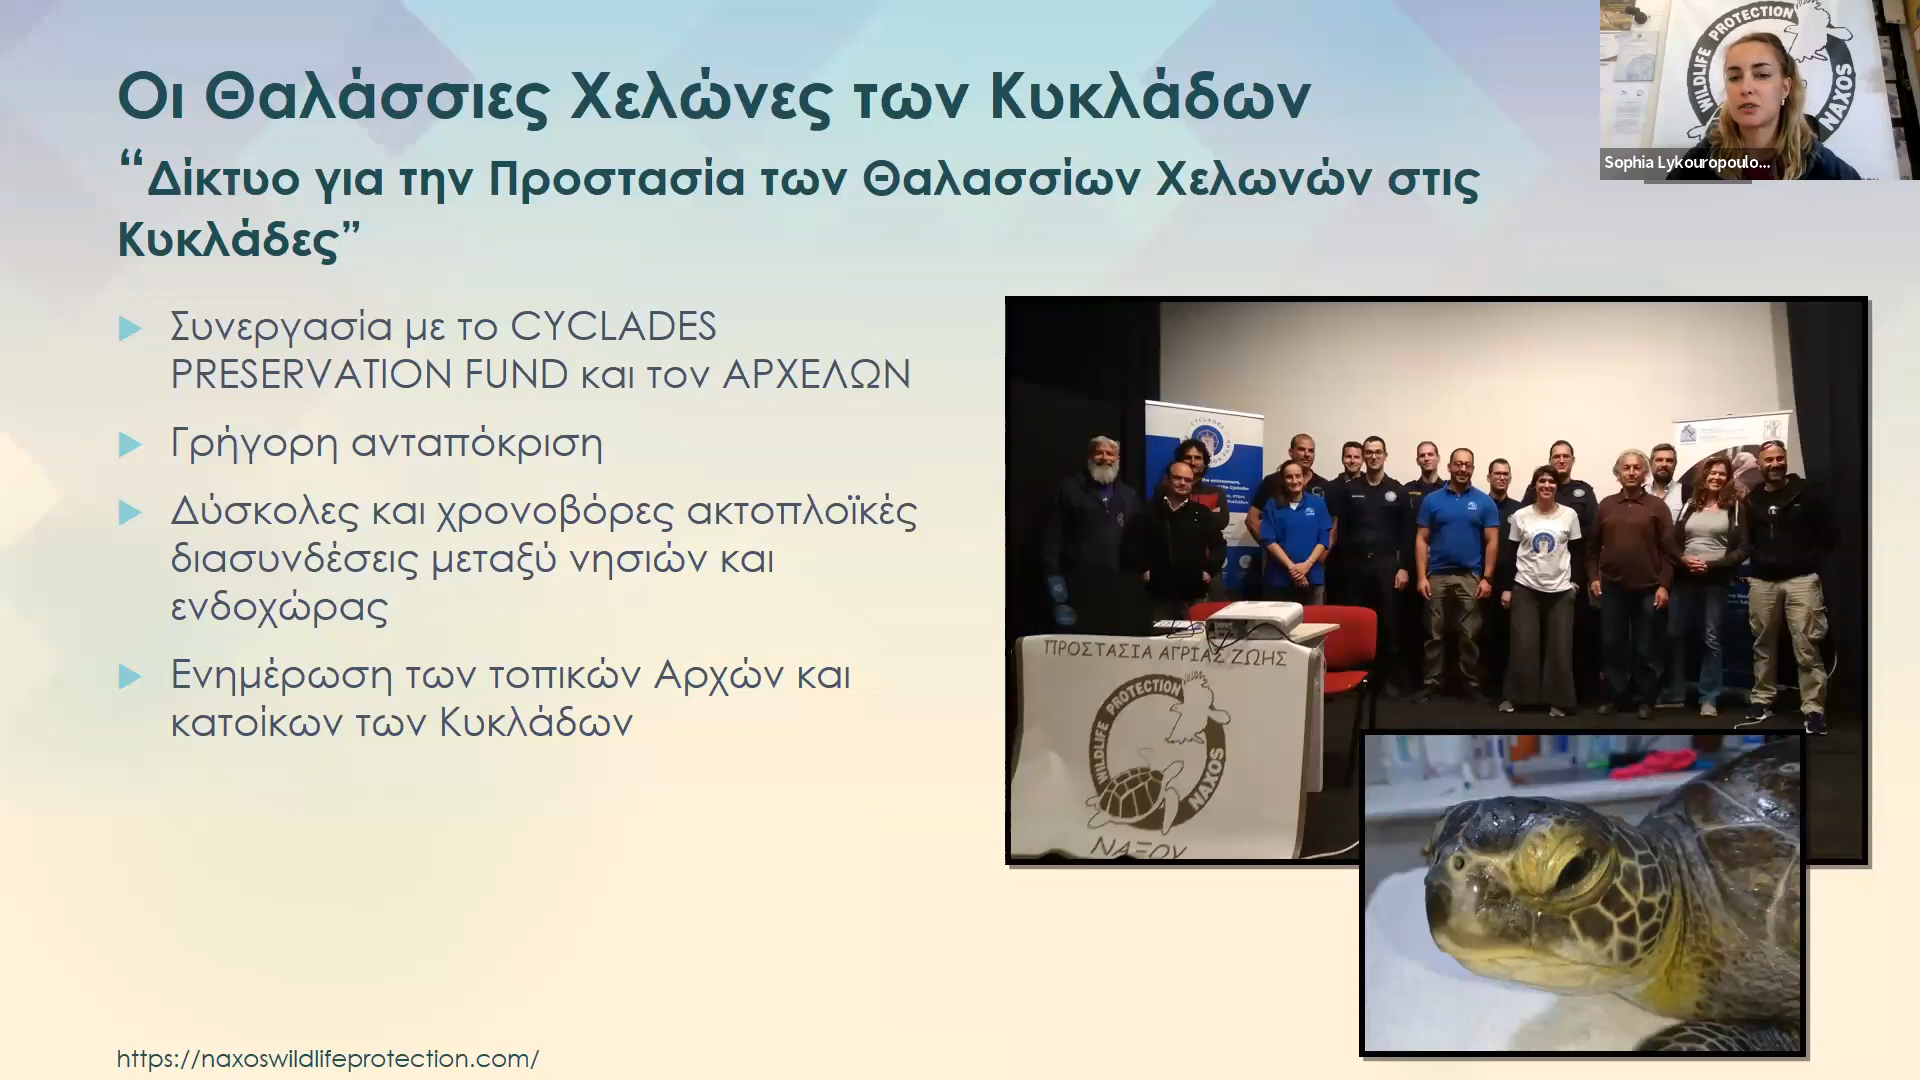 Οι Θαλάσσιες Χελώνες των Κυκλάδων
“Δίκτυο για την Προστασία των Θαλασσίων Χελωνών στις
Κυκλάδες”
Συνεργασία με το CYCLADES
PRESERVATION FUND και τον ΑΡΧΕΛΩΝ
Γρήγορη ανταπόκριση
Δύσκολες και χρονοβόρες ακτοπλοϊκές
διασυνδέσεις μεταξύ νησιών και
ενδοχώρας
Ενημέρωση των τοπικών Αρχών και
κατοίκων των Κυκλάδων
https://naxoswildlifeprotection.com/
WILDLIFE PROTECTION
NAXOS
Sophia Lykouropoulo...
CYCLADES
ΠΡΟΣΤΑΣΙΑ ΑΓΡΙΑΣ ΖΩΗΣ
WILDLIFE PROTECTION
NAXOS
ΝΑΞΟΥ